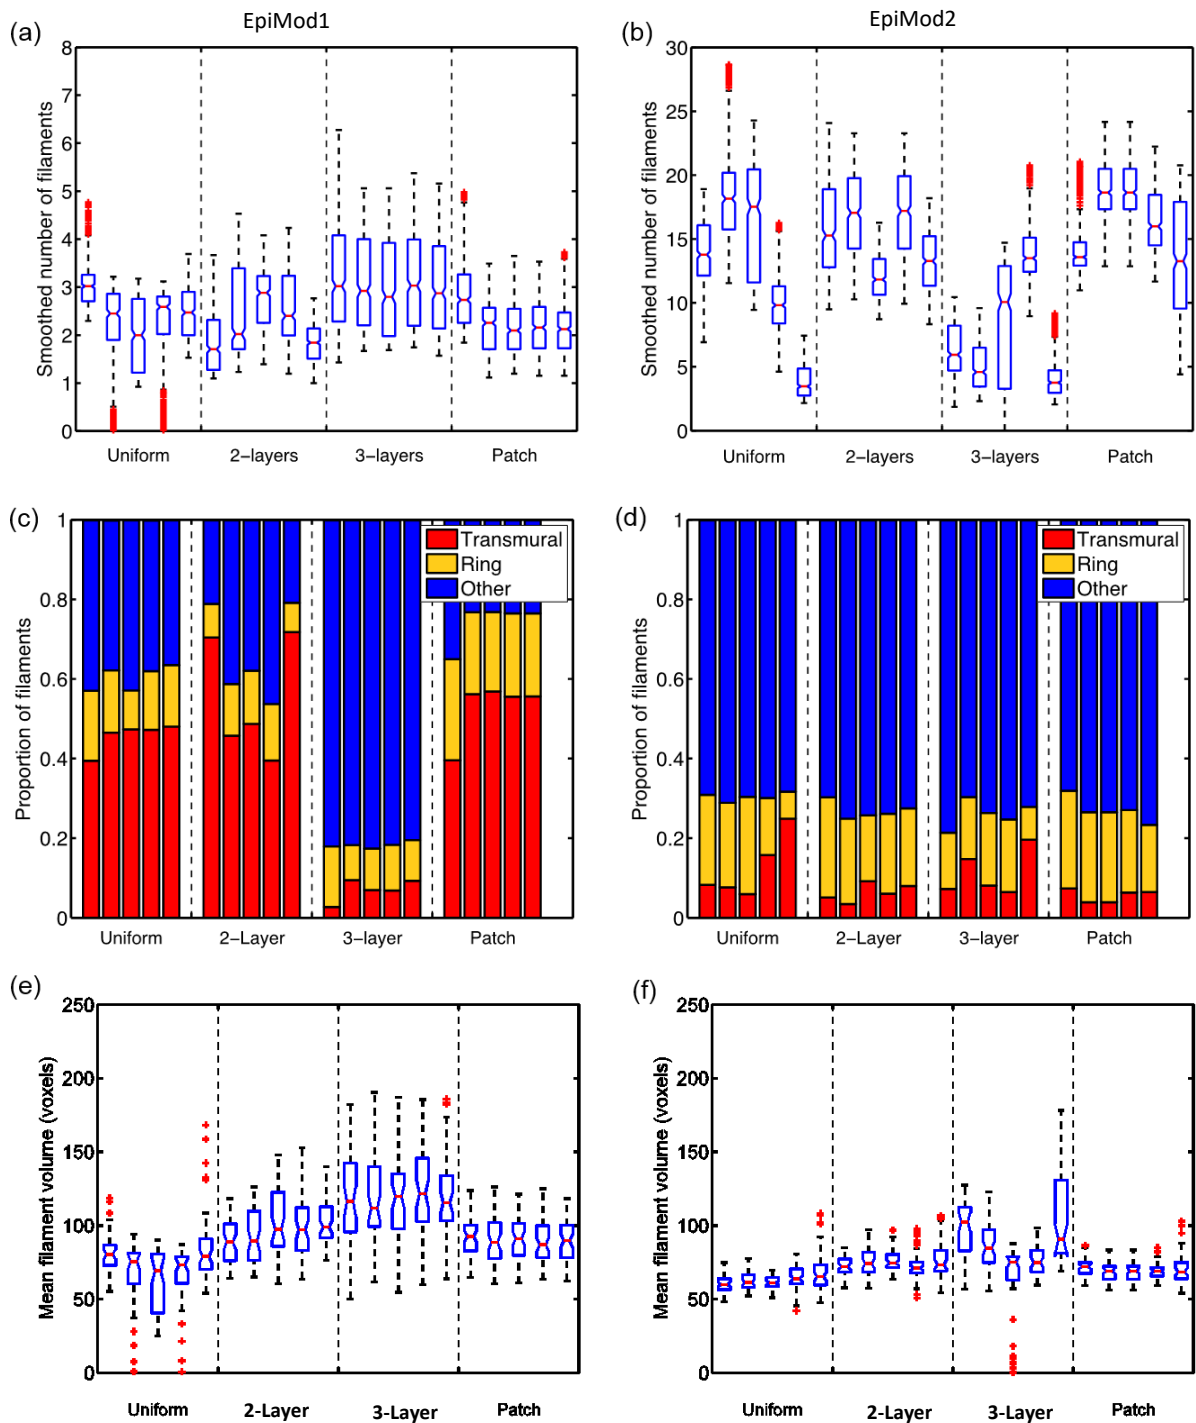 EpiMod1
EpiMod2
(a)
(b)
Smoothed number of filaments
8
7
6
5
4
3
2
1
0
Uniform
2-layers
3-layers
Patch
Smoothed number of filaments
30
25
20
15
10
5
0
Uniform
2-layers
3-layers
Patch
(c)
(d)
Proportion of filaments
1
0.8
0.6
0.4
0.2
0
Transmural
Ring
Other
Uniform
2-Layer
3-layer
Patch
Proportion of filaments
1
0.8
0.6
0.4
0.2
0
Transmural
Ring
Other
Uniform
2-Layer
3-layer
Patch
(e)
(f)
Mean filament volume (voxels)
250
200
150
100
50
0
Uniform
2-Layer
3-Layer
Patch
Mean filament volume (voxels)
250
200
150
100
50
0
Uniform
2-Layer
3-Layer
Patch